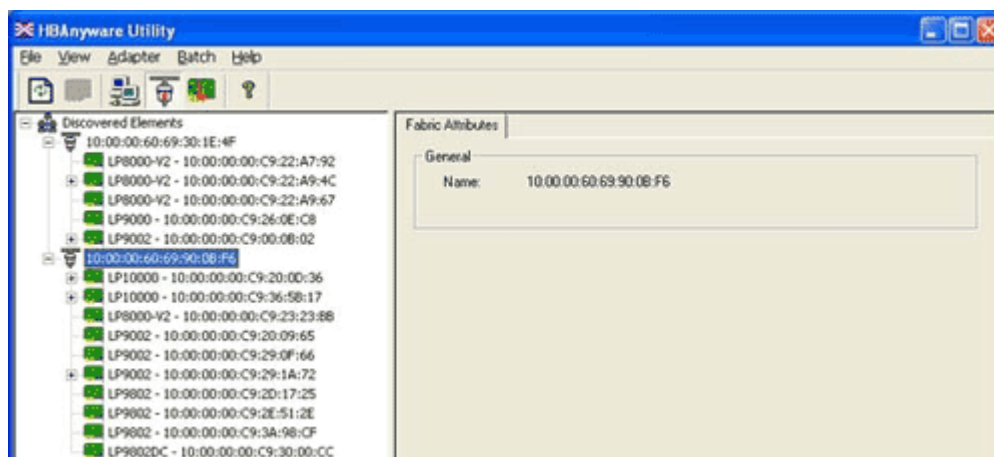 HBAnyware Utility
File View Adapter Batch Help
Discovered Elements
10:00:00:60:69:30:1E:4F
LP8000-V2 - 10:00:00:00:C9:22:A7:92
LP8000-V2 - 10:00:00:00:C9:22:A9:4C
LP8000-V2 - 10:00:00:00:C9:22:A9:67
LP9000 - 10:00:00:00:C9:26:0E:C8
LP9002 - 10:00:00:00:C9:00:0B:02
10:00:00:60:69:90:0B:F6
LP10000 - 10:00:00:00:C9:20:0D:36
LP10000 - 10:00:00:00:C9:36:5B:17
LP8000-V2 - 10:00:00:00:C9:23:23:BB
LP9002 - 10:00:00:00:C9:20:09:65
LP9002 - 10:00:00:00:C9:29:0F:66
LP9002 - 10:00:00:00:C9:29:1A:72
LP9802 - 10:00:00:00:C9:2D:17:25
LP9802 - 10:00:00:00:C9:2E:51:2E
LP9802 - 10:00:00:00:C9:3A:98:CF
LP9802DC - 10:00:00:00:C9:30:00:CC
Fabric Attributes
General
Name: 10:00:00:60:69:90:0B:F6